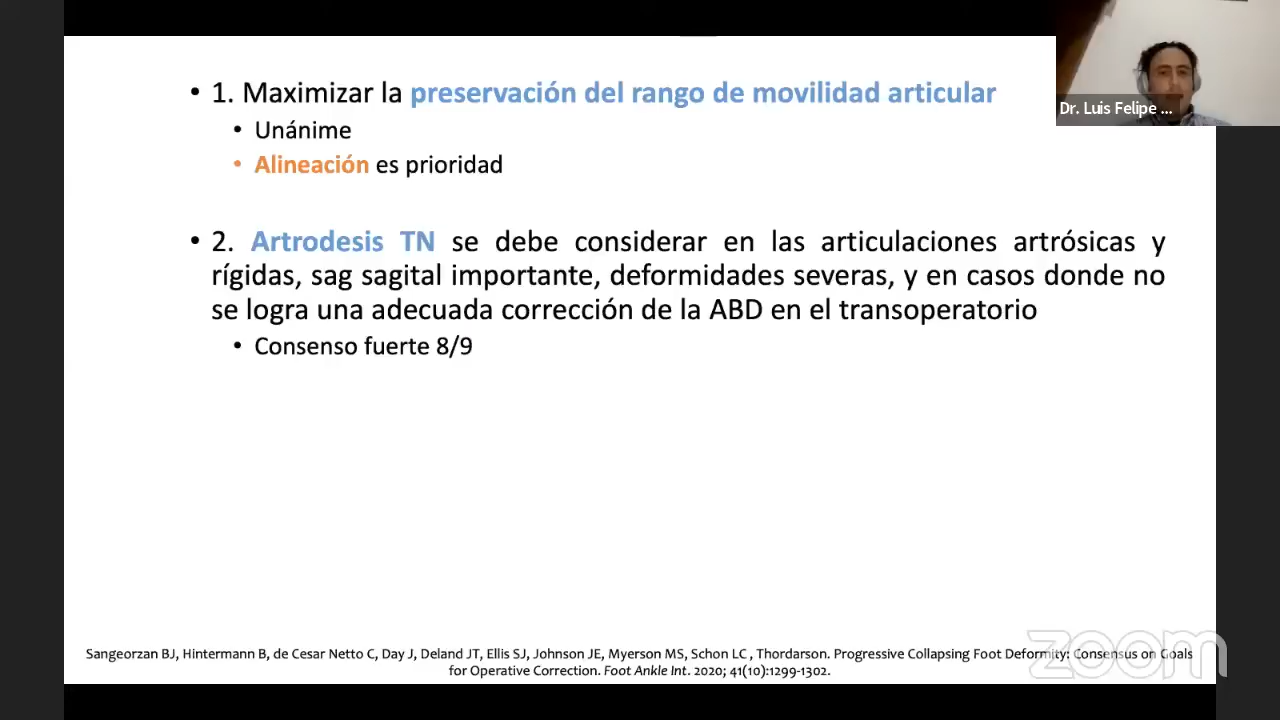 • 1. Maximizar la preservación del rango de movilidad articular
• Unánime
• Alineación es prioridad
• 2. Artrodesis TN se debe considerar en las articulaciones artrósicas y
rígidas, sag sagital importante, deformidades severas, y en casos donde no
se logra una adecuada corrección de la ABD en el transoperatorio
• Consenso fuerte 8/9
Dr. Luis Felipe ...
Sangeorzan BJ, Hintermann B, de Cesar Netto C, Day J, Deland JT, Ellis SJ, Johnson JE, Myerson MS, Schon LC, Thordarson. Progressive Collapsing Foot Deformity: Consensus on Goals
for Operative Correction. Foot Ankle Int. 2020; 41(10):1299-1302.
zoom